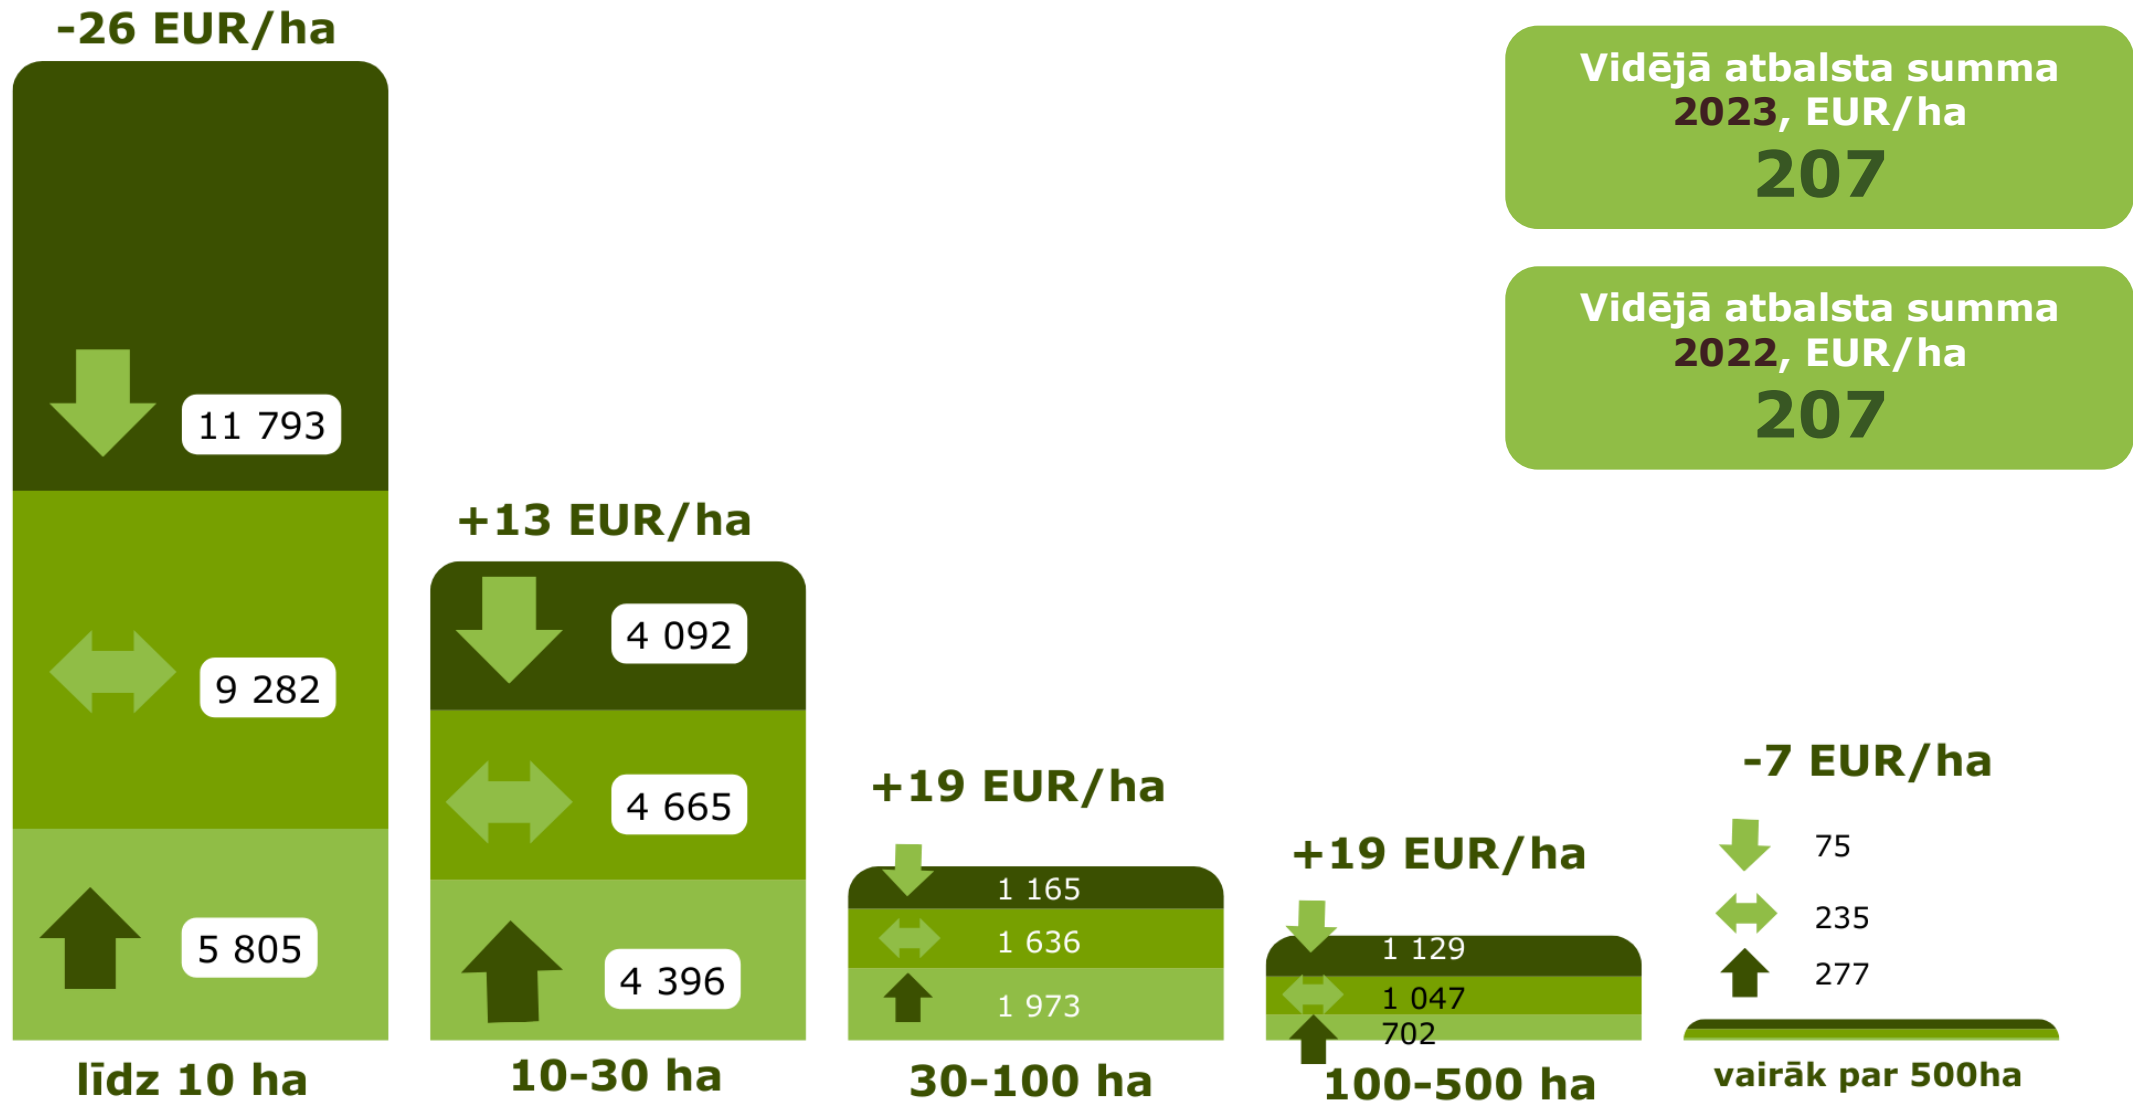 -26 EUR/ha
11 793
9 282
5 805
līdz 10 ha
+13 EUR/ha
4 092
4 665
4 396
10-30 ha
+19 EUR/ha
1 165
1 636
1 973
30-100 ha
+19 EUR/ha
1 129
1 047
702
100-500 ha
-7 EUR/ha
75
235
277
vairāk par 500ha
Vidējā atbalsta summa
2023, EUR/ha
207
Vidējā atbalsta summa
2022, EUR/ha
207